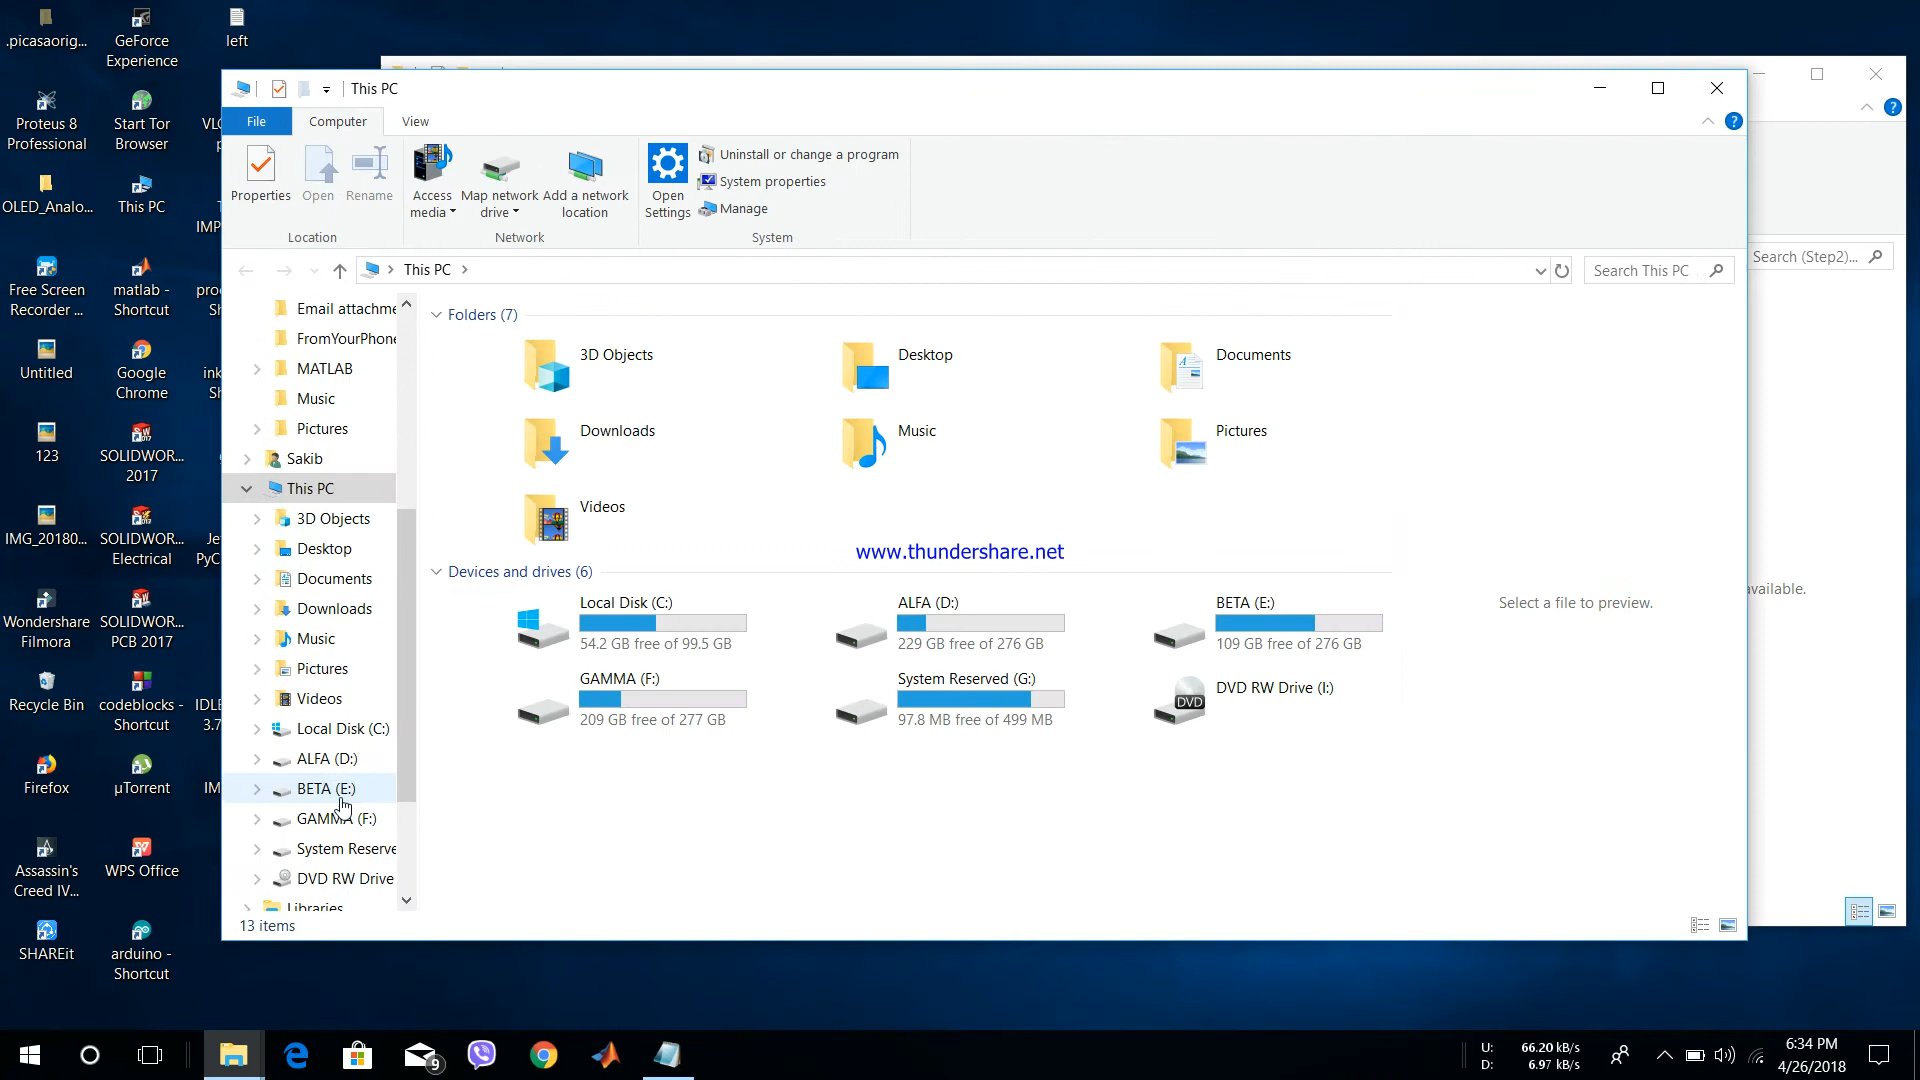 .picasaorig...
GeForce
Experience
left
Proteus 8
Professional
Start Tor
Browser
VLC
OLED_Analo...
This PC
IMP
Free Screen
Recorder ...
matlab -
Shortcut
Untitled
Google
Chrome
123
SOLIDWOR...
2017
IMG_20180...
SOLIDWOR...
Electrical
PyC
Wondershare
Filmora
SOLIDWOR...
PCB 2017
Recycle Bin
codeblocks -
Shortcut
IDLE
3.7
Firefox
µTorrent
IM
Assassin's
Creed IV...
WPS Office
SHAREit
arduino -
Shortcut
This PC
File
Computer
View
Properties
Open
Rename
Location
Access
media
Map network
drive
Add a network
location
Network
Open
Settings
Uninstall or change a program
System properties
Manage
System
This PC
Search This PC
Email attachme
FromYourPhone
MATLAB
Music
Pictures
Sakib
This PC
3D Objects
Desktop
Documents
Downloads
Music
Pictures
Videos
Local Disk (C:)
ALFA (D:)
BETA (E:)
GAMMA (F:)
System Reserve
DVD RW Drive
Libraries
13 items
Folders (7)
3D Objects
Desktop
Documents
Downloads
Music
Pictures
Videos
www.thundershare.net
Devices and drives (6)
Local Disk (C:)
54.2 GB free of 99.5 GB
ALFA (D:)
229 GB free of 276 GB
BETA (E:)
109 GB free of 276 GB
GAMMA (F:)
209 GB free of 277 GB
System Reserved (G:)
97.8 MB free of 499 MB
DVD
DVD RW Drive (I:)
Select a file to preview.
Search (Step2)...
available.
9
U: 66.20 kB/s
D: 6.97 kB/s
6:34 PM
4/26/2018